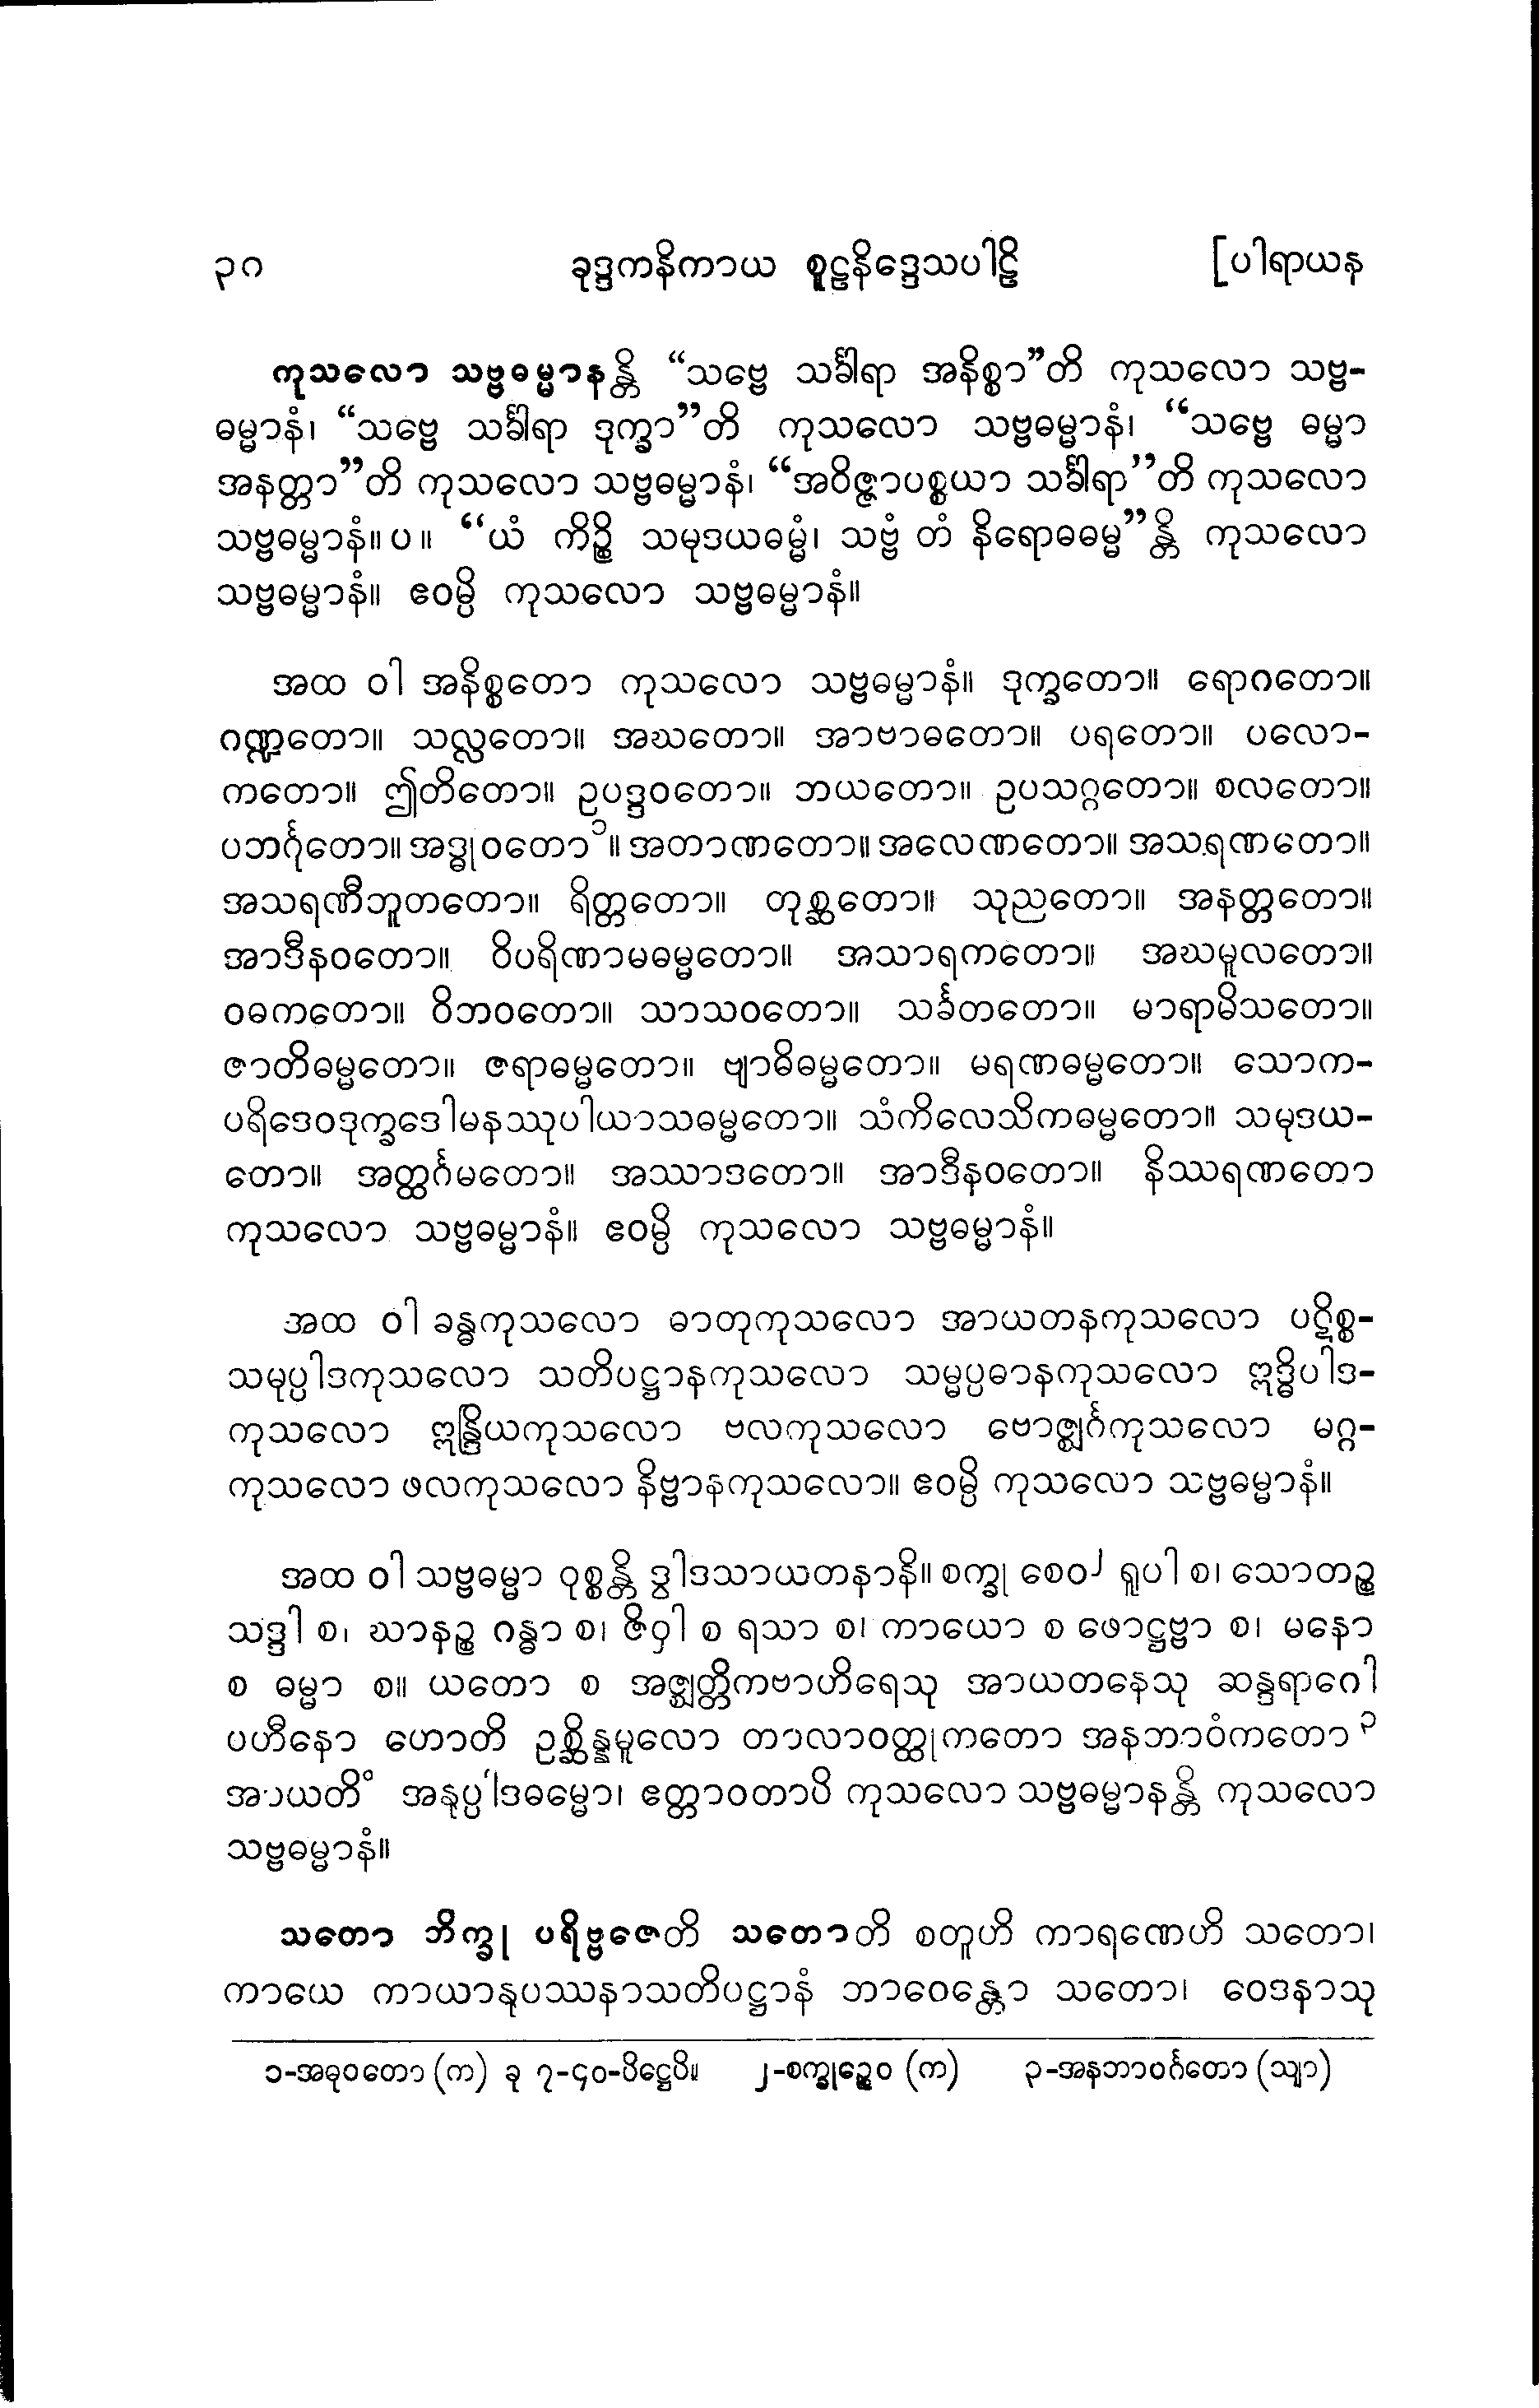 ၃၈ ခုဒ္ဒကနိကာယ စူဠနိဒ္ဒေသပါဠိ [ပါရာယန
ကုသလော သဗ္ဗဓမ္မာနန္တိ “သဗ္ဗေ သင်္ခါရာ အနိစ္စာ”တိ ကုသလော သဗ္ဗ-
ဓမ္မာနံ၊ “သဗ္ဗေ သင်္ခါရာ ဒုက္ခာ”တိ ကုသလော သဗ္ဗဓမ္မာနံ၊ “သဗ္ဗေ ဓမ္မာ
အနတ္တာ”တိ ကုသလော သဗ္ဗဓမ္မာနံ၊ “အဝိဇ္ဇာပစ္စယာ သင်္ခါရာ”တိ ကုသလော
သဗ္ဗဓမ္မာနံ။ ပ ။ “ယံ ကိဉ္စိ သမုဒယဓမ္မံ၊ သဗ္ဗံ တံ နိရောဓဓမ္မ”န္တိ ကုသလော
သဗ္ဗဓမ္မာနံ။ ဧဝမ္ပိ ကုသလော သဗ္ဗဓမ္မာနံ။
အထ ဝါ အနိစ္စတော ကုသလော သဗ္ဗဓမ္မာနံ။ ဒုက္ခတော။ ရောဂတော။
ဂဏ္ဍတော။ သလ္လတော။ အဃတော။ အာဗာဓတော။ ပရတော။ ပလော-
ကတော။ ဤတိတော။ ဥပဒ္ဒဝတော။ ဘယတော။ ဥပသဂ္ဂတော။ စလတော။
ပဘင်္ဂုတော။ အဒ္ဓုဝတော၁။ အတာဏတော။ အလေဏတော။ အသရဏတော။
အသရဏီဘူတတော။ ရိတ္တတော။ တုစ္ဆတော။ သုညတော။ အနတ္တတော။
အာဒီနဝတော။ ဝိပရိဏာမဓမ္မတော။ အသာရကတော။ အဃမူလတော။
ဝဓကတော။ ဝိဘဝတော။ သာသဝတော။ သင်္ခတတော။ မာရာမိသတော။
ဇာတိဓမ္မတော။ ဇရာဓမ္မတော။ ဗျာဓိဓမ္မတော။ မရဏဓမ္မတော။ သောက-
ပရိဒေဝဒုက္ခဒေါမနဿုပါယာသဓမ္မတော။ သံကိလေသိကဓမ္မတော။ သမုဒယ-
တော။ အတ္ထင်္ဂမတော။ အဿာဒတော။ အာဒီနဝတော။ နိဿရဏတော
ကုသလော သဗ္ဗဓမ္မာနံ။ ဧဝမ္ပိ ကုသလော သဗ္ဗဓမ္မာနံ။
အထ ဝါ ခန္ဓကုသလော ဓာတုကုသလော အာယတနကုသလော ပဋိစ္စ-
သမုပ္ပါဒကုသလော သတိပဋ္ဌာနကုသလော သမ္မပ္ပဓာနကုသလော ဣဒ္ဓိပါဒ-
ကုသလော ဣန္ဒြိယကုသလော ဗလကုသလော ဗောဇ္ဈင်္ဂကုသလော မဂ္ဂ-
ကုသလော ဖလကုသလော နိဗ္ဗာနကုသလော။ ဧဝမ္ပိ ကုသလော သဗ္ဗဓမ္မာနံ။
အထ ဝါ သဗ္ဗဓမ္မာ ဝုစ္စန္တိ ဒွါဒသာယတနာနိ။ စက္ခု စေဝ၂ ရူပါ စ၊ သောတဉ္စ
သဒ္ဒါ စ၊ ဃာနဉ္စ ဂန္ဓာ စ၊ ဇိဝှါ စ ရသာ စ၊ ကာယော စ ဖောဋ္ဌဗ္ဗာ စ၊ မနော
စ ဓမ္မာ စ။ ယတော စ အဇ္ဈတ္တိကဗာဟိရေသု အာယတနေသု ဆန္ဒရာဂေါ
ပဟီနော ဟောတိ ဥစ္ဆိန္နမူလော တာလာဝတ္ထုကတော အနဘာဝံကတော၃
အာယတိံ အနုပ္ပါဒဓမ္မော၊ ဧတ္တာဝတာပိ ကုသလော သဗ္ဗဓမ္မာနန္တိ ကုသလော
သဗ္ဗဓမ္မာနံ။
သတော ဘိက္ခု ပရိဗ္ဗဇေတိ သတောတိ စတူဟိ ကာရဏေဟိ သတော၊
ကာယေ ကာယာနုပဿနာသတိပဋ္ဌာနံ ဘာဝေန္တော သတော၊ ဝေဒနာသု
၁-အဓုဝတော (က) ခု ၇-၄၀-ပိဋ္ဌေပိ။ ၂-စက္ခုဉ္စေဝ (က) ၃-အနဘာဝင်္ဂတော (သျာ)